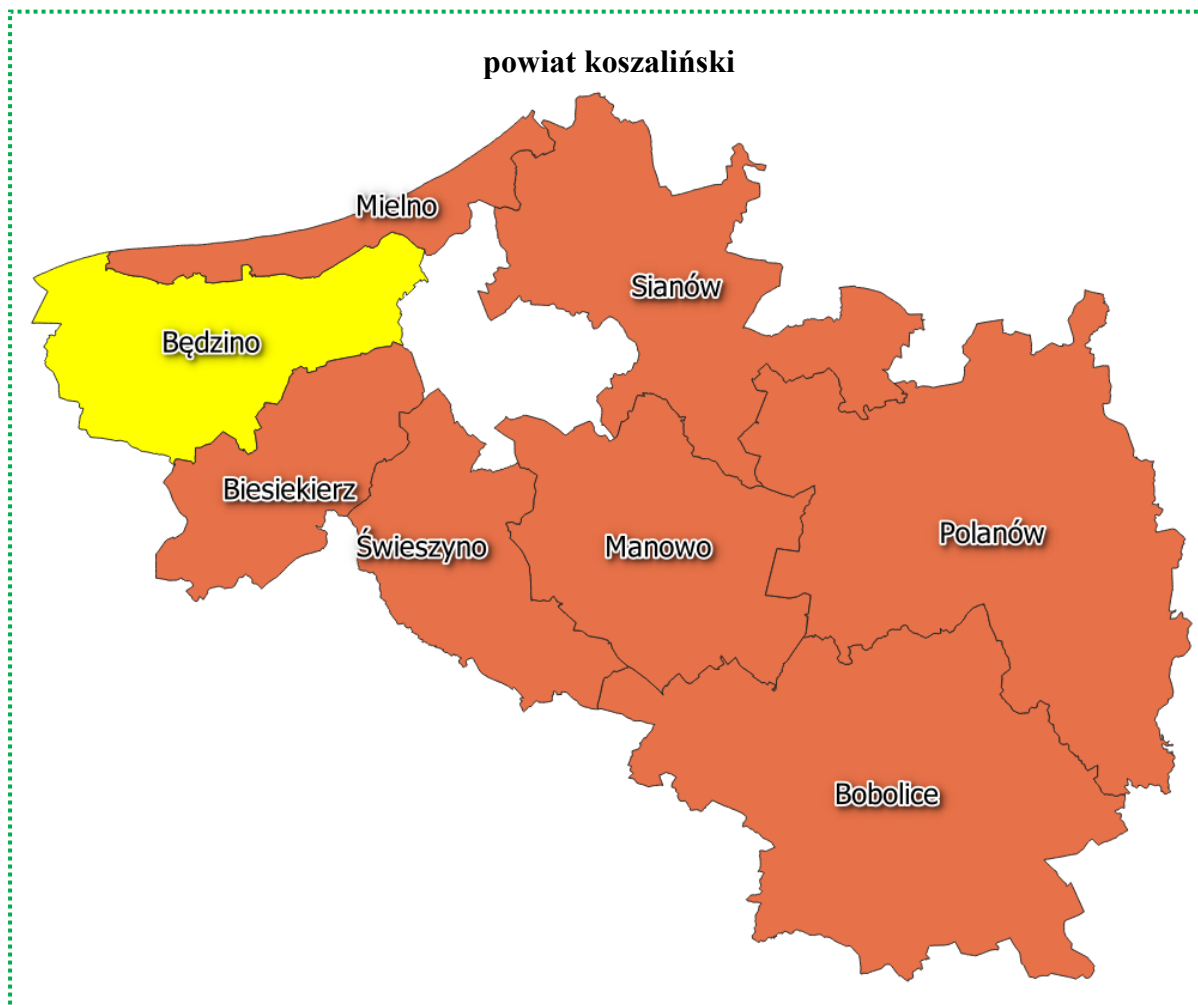 powiat koszaliński
Mielno
Sianów
Będzino
Biesiekierz
Świeszyno
Manowo
Polanów
Bobolice